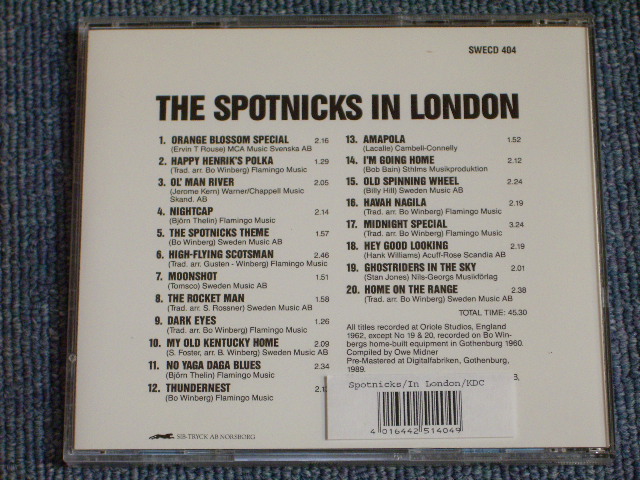 SWECD 404
THE SPOTNICKS IN LONDON
1. ORANGE BLOSSOM SPECIAL 2.16
(Ervin T Rouse) MCA Music Svenska AB
2. HAPPY HENRIK'S POLKA 1.29
(Trad. arr. Bo Winberg) Flamingo Music
3. OL' MAN RIVER 2.05
(Jerome Kern) Warner/Chappell Music
Skand. AB
4. NIGHTCAP 2.14
(Björn Thelin) Flamingo Music
5. THE SPOTNICKS THEME 1.57
(Bo Winberg) Sweden Music AB
6. HIGH-FLYING SCOTSMAN 2.46
(Trad. arr. Gusten - Winberg) Flamingo Music
7. MOONSHOT 1.51
(Tomsco) Sweden Music AB
8. THE ROCKET MAN 1.58
(Trad. arr. S. Rossner) Sweden Music AB
9. DARK EYES 1.26
(Trad. arr. Bo Winberg) Flamingo Music
10. MY OLD KENTUCKY HOME 2.09
(S. Foster, arr. B. Winberg) Sweden Music AB
11. NO YAGA DAGA BLUES 2.34
(Björn Thelin) Flamingo Music
12. THUNDERNEST
(Bo Winberg) Flamingo Music
13. AMAPOLA 1.52
(Lacalle) Cambell-Connelly
14. I'M GOING HOME 2.12
(Bob Bain) Sthlms Musikproduktion
15. OLD SPINNING WHEEL 2.24
(Billy Hill) Sweden Music AB
16. HAVAH NAGILA 2.19
(Trad. arr. Bo Winberg) Flamingo Music
17. MIDNIGHT SPECIAL 3.24
(Trad. arr. Bo Winberg) Flamingo Music
18. HEY GOOD LOOKING 2.19
(Hank Williams) Acuff-Rose Scandia AB
19. GHOSTRIDERS IN THE SKY 2.01
(Stan Jones) Nils-Georgs Musikförlag
20. HOME ON THE RANGE 2.38
(Trad. arr. Bo Winberg) Sweden Music AB
TOTAL TIME: 45.30
All titles recorded at Oriole Studios, England
1962, except No 19 & 20, recorded on Bo Win-
bergs home-built equipment in Gothenburg 1960.
Compiled by Owe Midner
Pre-Mastered at Digitalfabriken, Gothenburg,
1989.
Spotnicks/In London/KDC
4 016442 514049
SIB-TRYCK AB NORSBORG